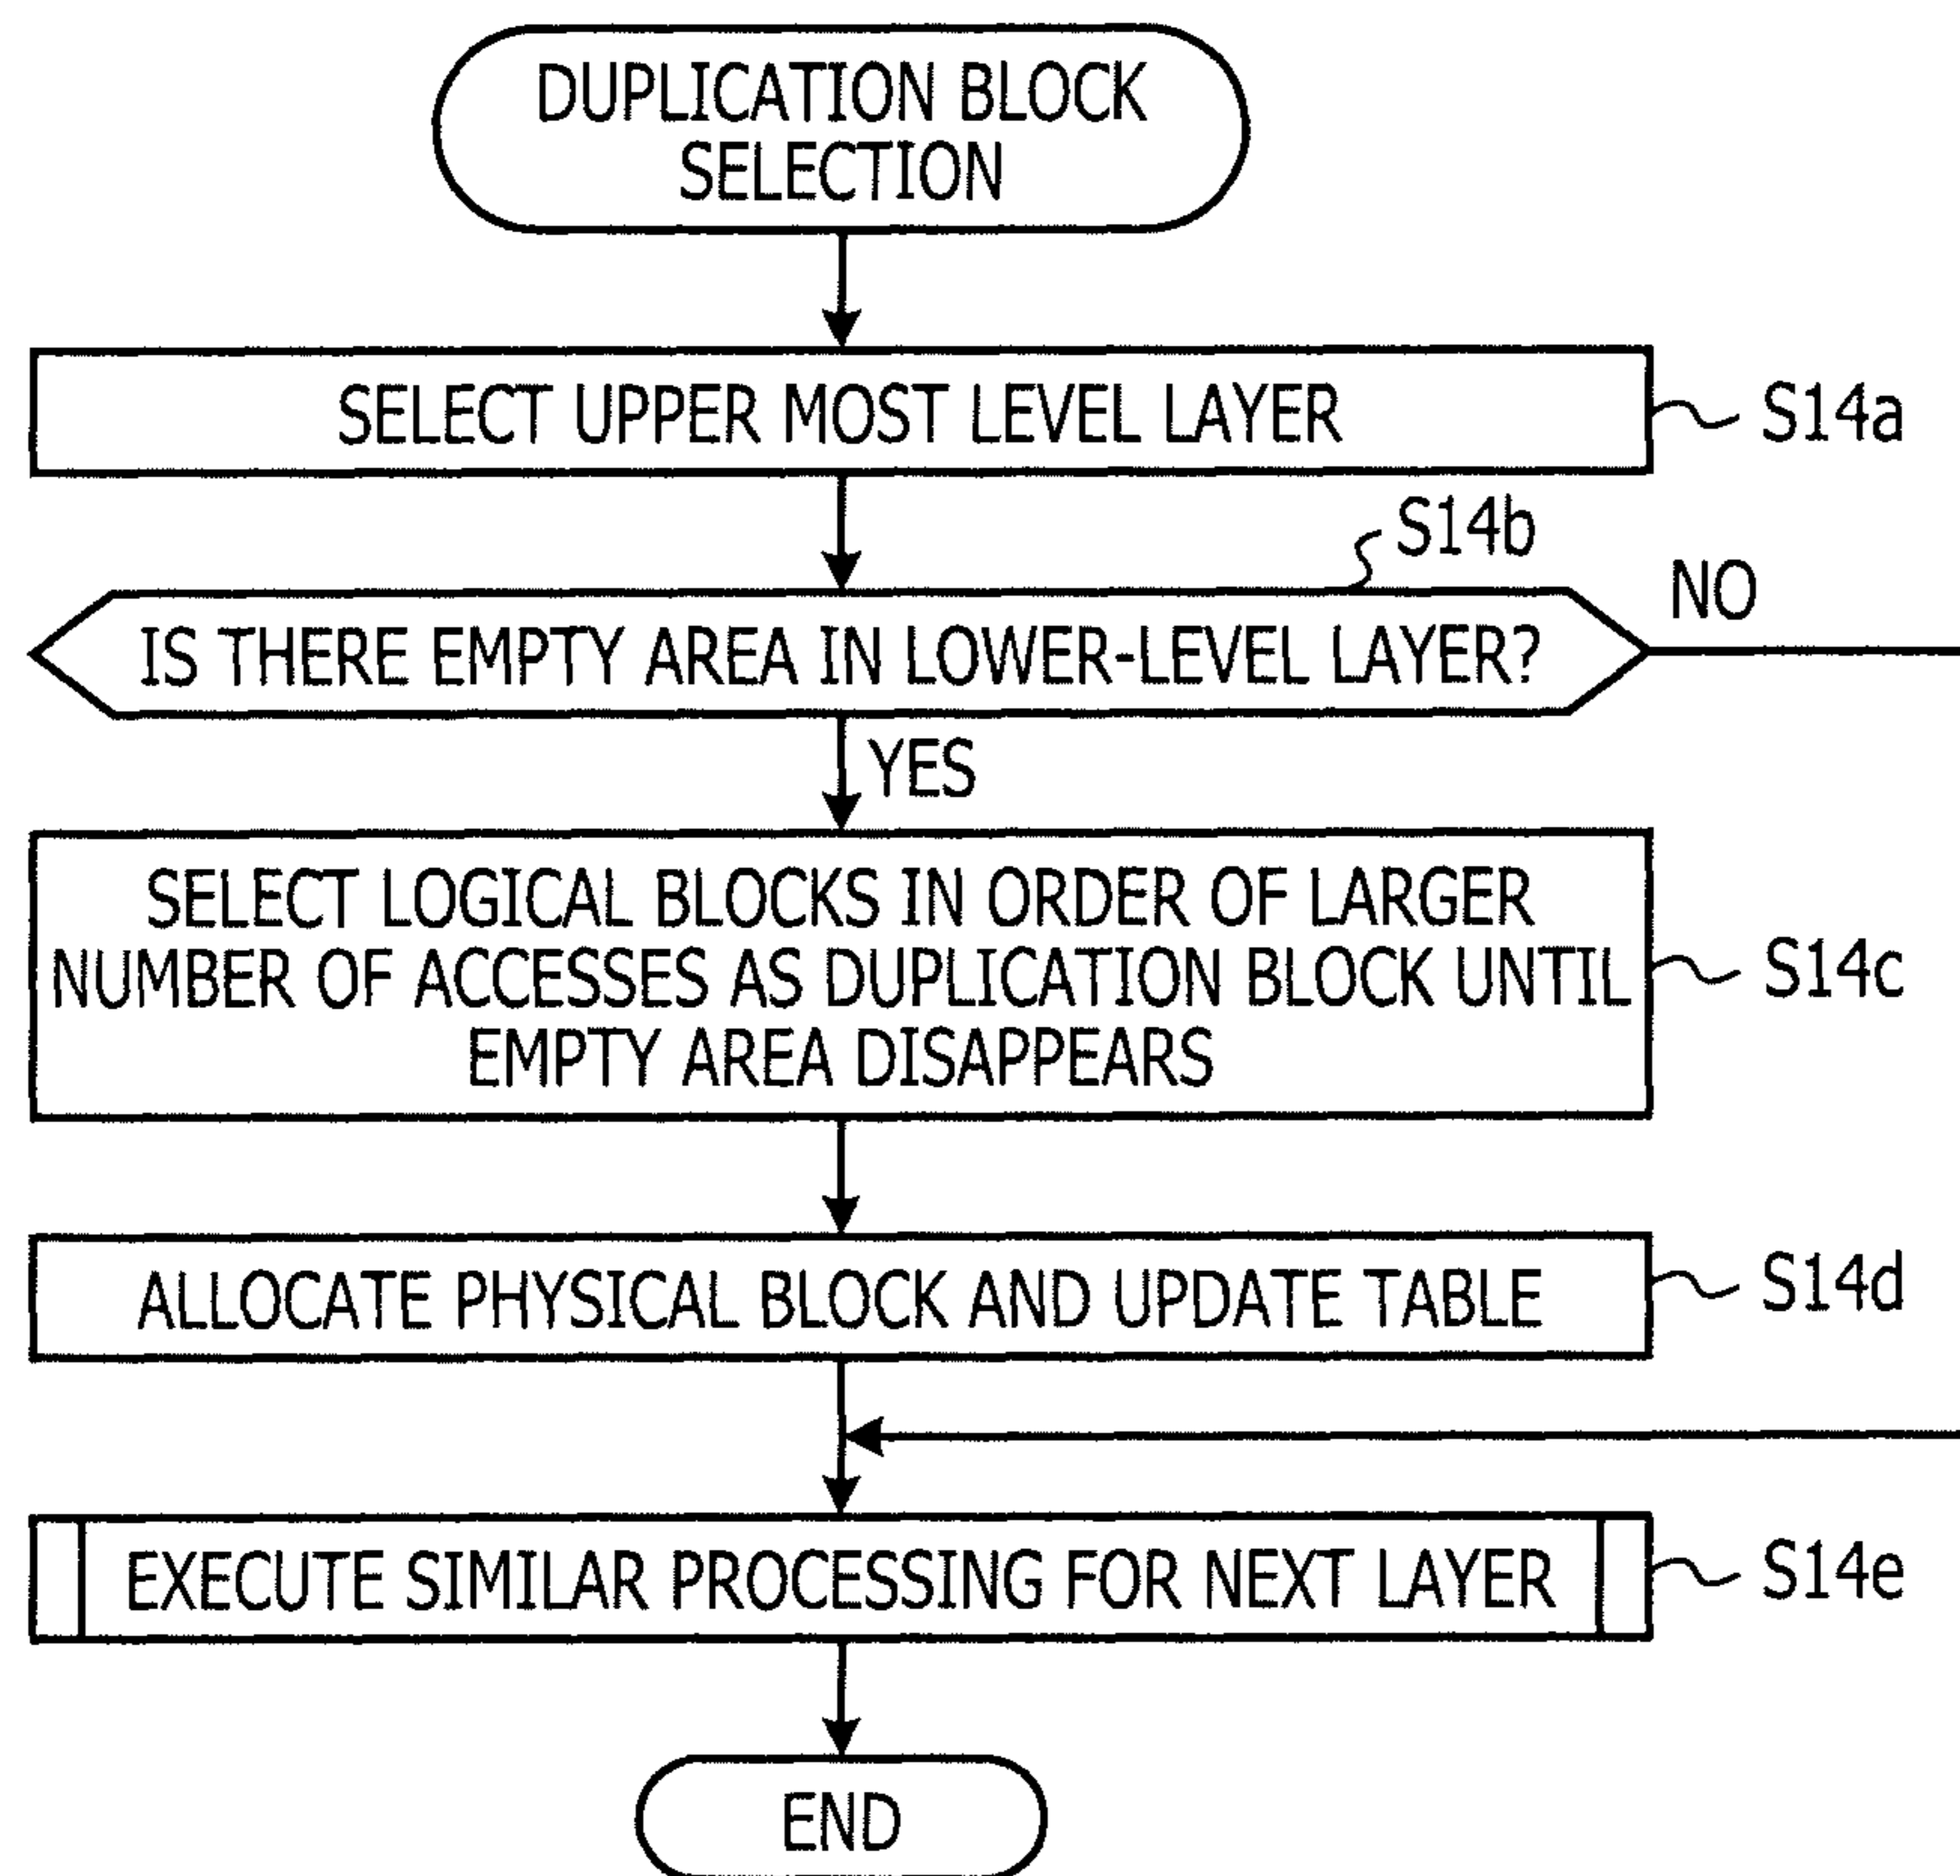 DUPLICATION BLOCK
SELECTION
SELECT UPPER MOST LEVEL LAYER
S14a
S14b
IS THERE EMPTY AREA IN LOWER-LEVEL LAYER?
NO
YES
SELECT LOGICAL BLOCKS IN ORDER OF LARGER
NUMBER OF ACCESSES AS DUPLICATION BLOCK UNTIL
EMPTY AREA DISAPPEARS
S14c
ALLOCATE PHYSICAL BLOCK AND UPDATE TABLE
S14d
EXECUTE SIMILAR PROCESSING FOR NEXT LAYER
S14e
END